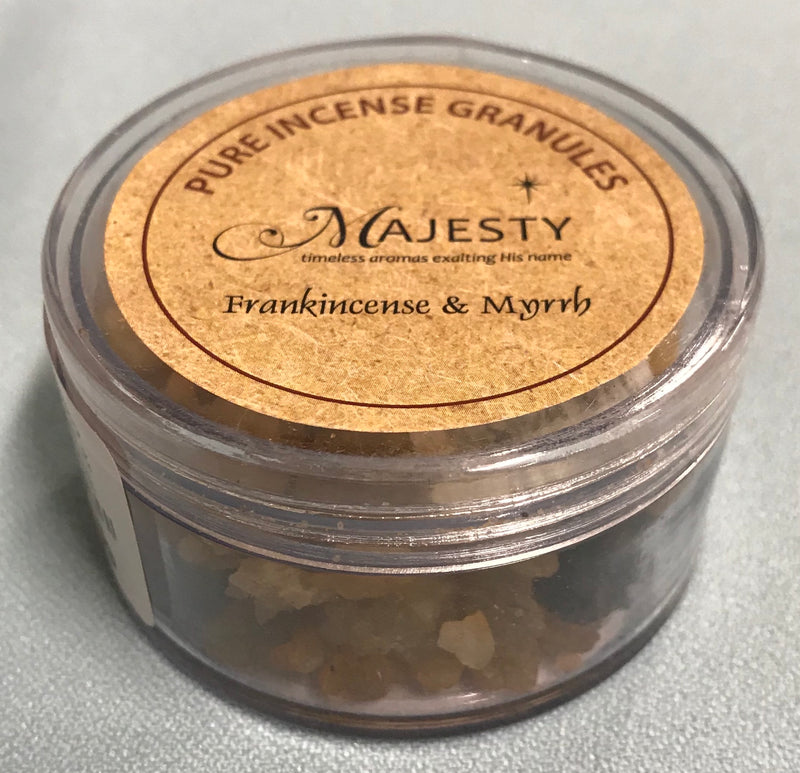 PURE INCENSE GRANULES
MAJESTY
timeless aromas exalting His name
Frankincense & Myrrh